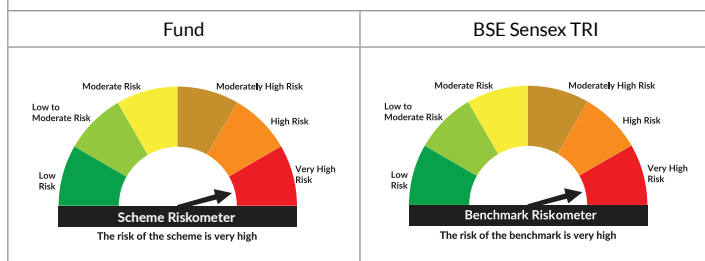 Fund
BSE Sensex TRI
Moderate Risk
Moderately High Risk
Low to
Moderate Risk
High Risk
Low
Risk
Very High
Risk
Scheme Riskometer
The risk of the scheme is very high
Moderate Risk
Moderately High Risk
Low to
Moderate Risk
High Risk
Low
Risk
Very High
Risk
Benchmark Riskometer
The risk of the benchmark is very high